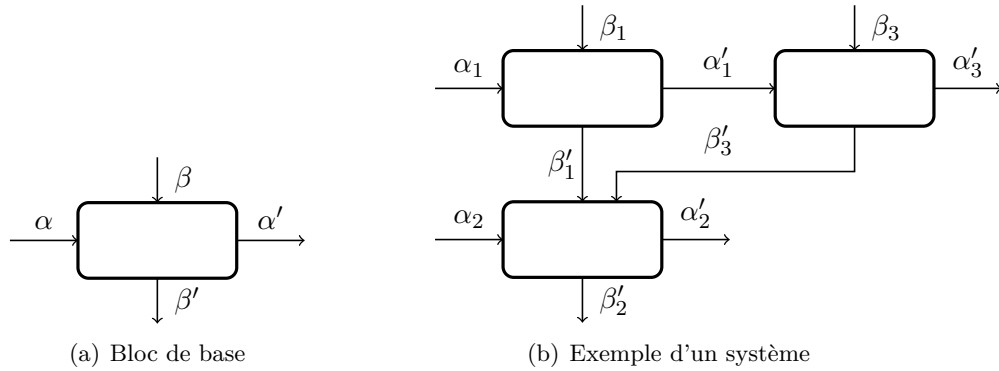 β
α
α′
β′
(a) Bloc de base
β₁
β₃
α₁
α′₁
α′₃
β′₁
β′₃
α₂
α′₂
β′₂
(b) Exemple d'un système